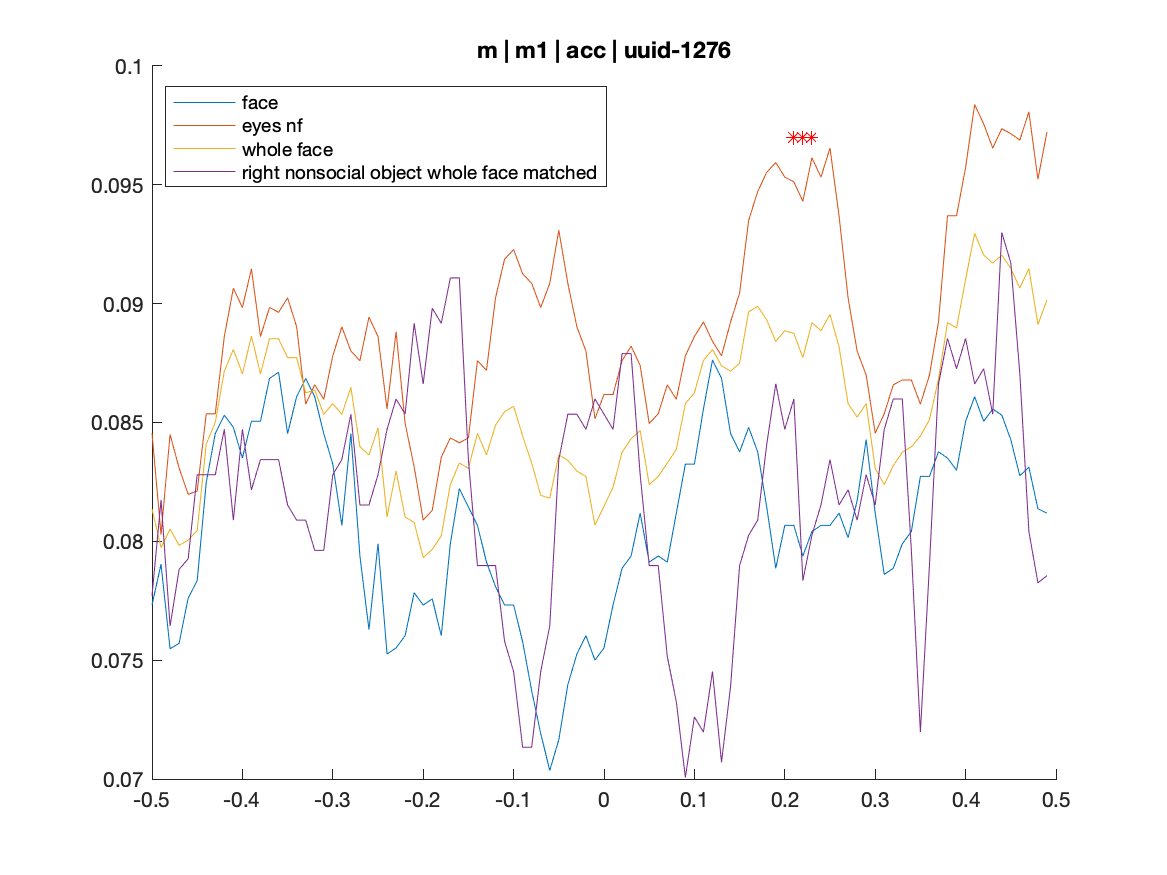 m | m1 | acc | uuid-1276
0.1
face
eyes nf
whole face
right nonsocial object whole face matched
0.095
0.09
0.085
0.08
0.075
0.07
-0.5 -0.4 -0.3 -0.2 -0.1 0 0.1 0.2 0.3 0.4 0.5